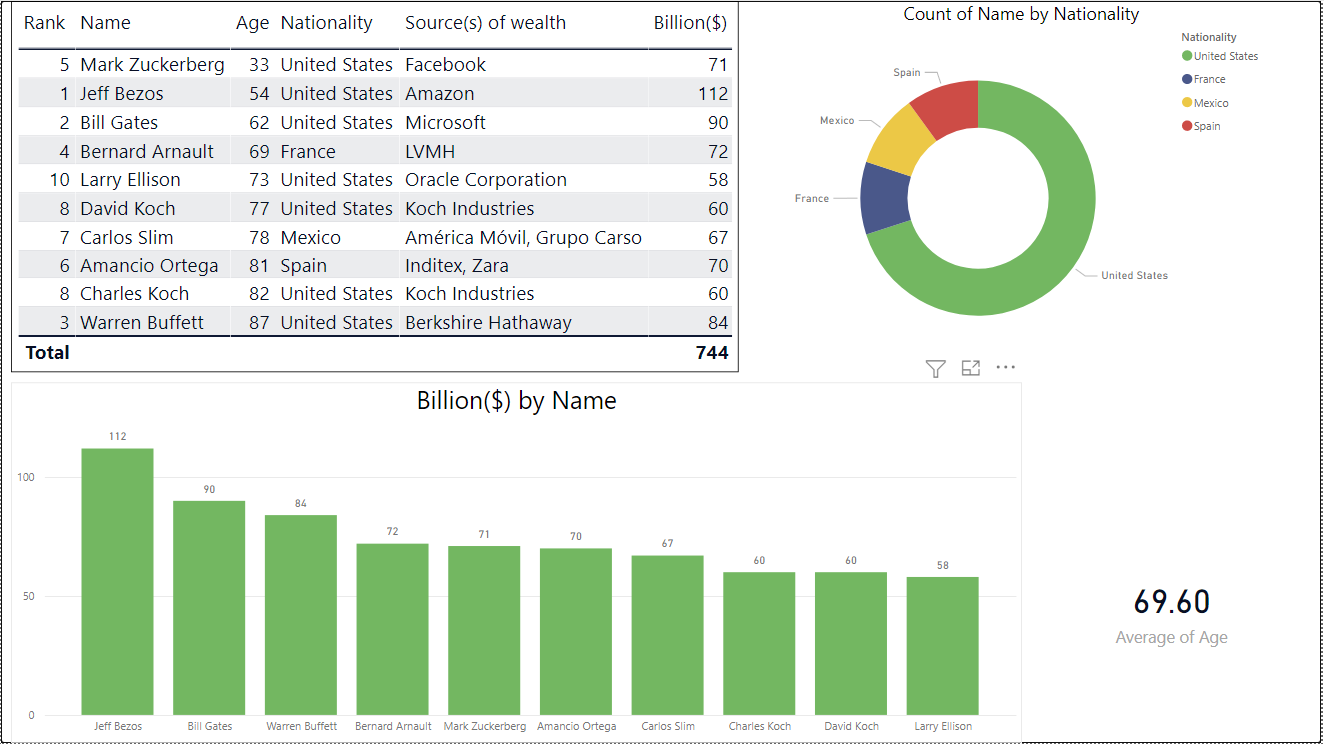 Rank Name Age Nationality Source(s) of wealth Billion($)
5 Mark Zuckerberg 33 United States Facebook 71
1 Jeff Bezos 54 United States Amazon 112
2 Bill Gates 62 United States Microsoft 90
4 Bernard Arnault 69 France LVMH 72
10 Larry Ellison 73 United States Oracle Corporation 58
8 David Koch 77 United States Koch Industries 60
7 Carlos Slim 78 Mexico América Móvil, Grupo Carso 67
6 Amancio Ortega 81 Spain Inditex, Zara 70
8 Charles Koch 82 United States Koch Industries 60
3 Warren Buffett 87 United States Berkshire Hathaway 84
Total 744
Count of Name by Nationality
Nationality
United States
France
Mexico
Spain
Spain
Mexico
France
United States
Billion($) by Name
112
90
84
72
71
70
67
60
60
58
100
50
0
Jeff Bezos Bill Gates Warren Buffett Bernard Arnault Mark Zuckerberg Amancio Ortega Carlos Slim Charles Koch David Koch Larry Ellison
69.60
Average of Age